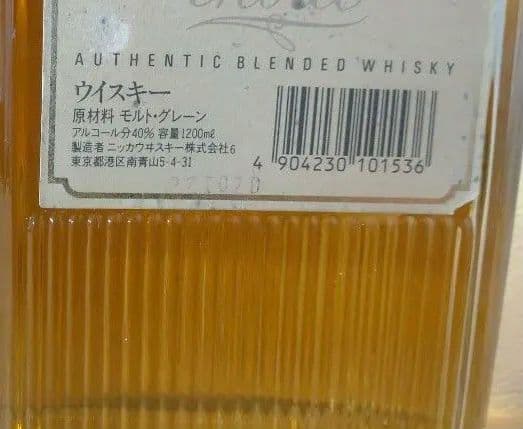 AUTHENTIC BLENDED WHISKY
ウイスキー
原材料 モルト・グレーン
アルコール分40% 容量1200mℓ
製造者 ニッカウヰスキー株式会社6
東京都港区南青山5-4-31
4 904230 101536